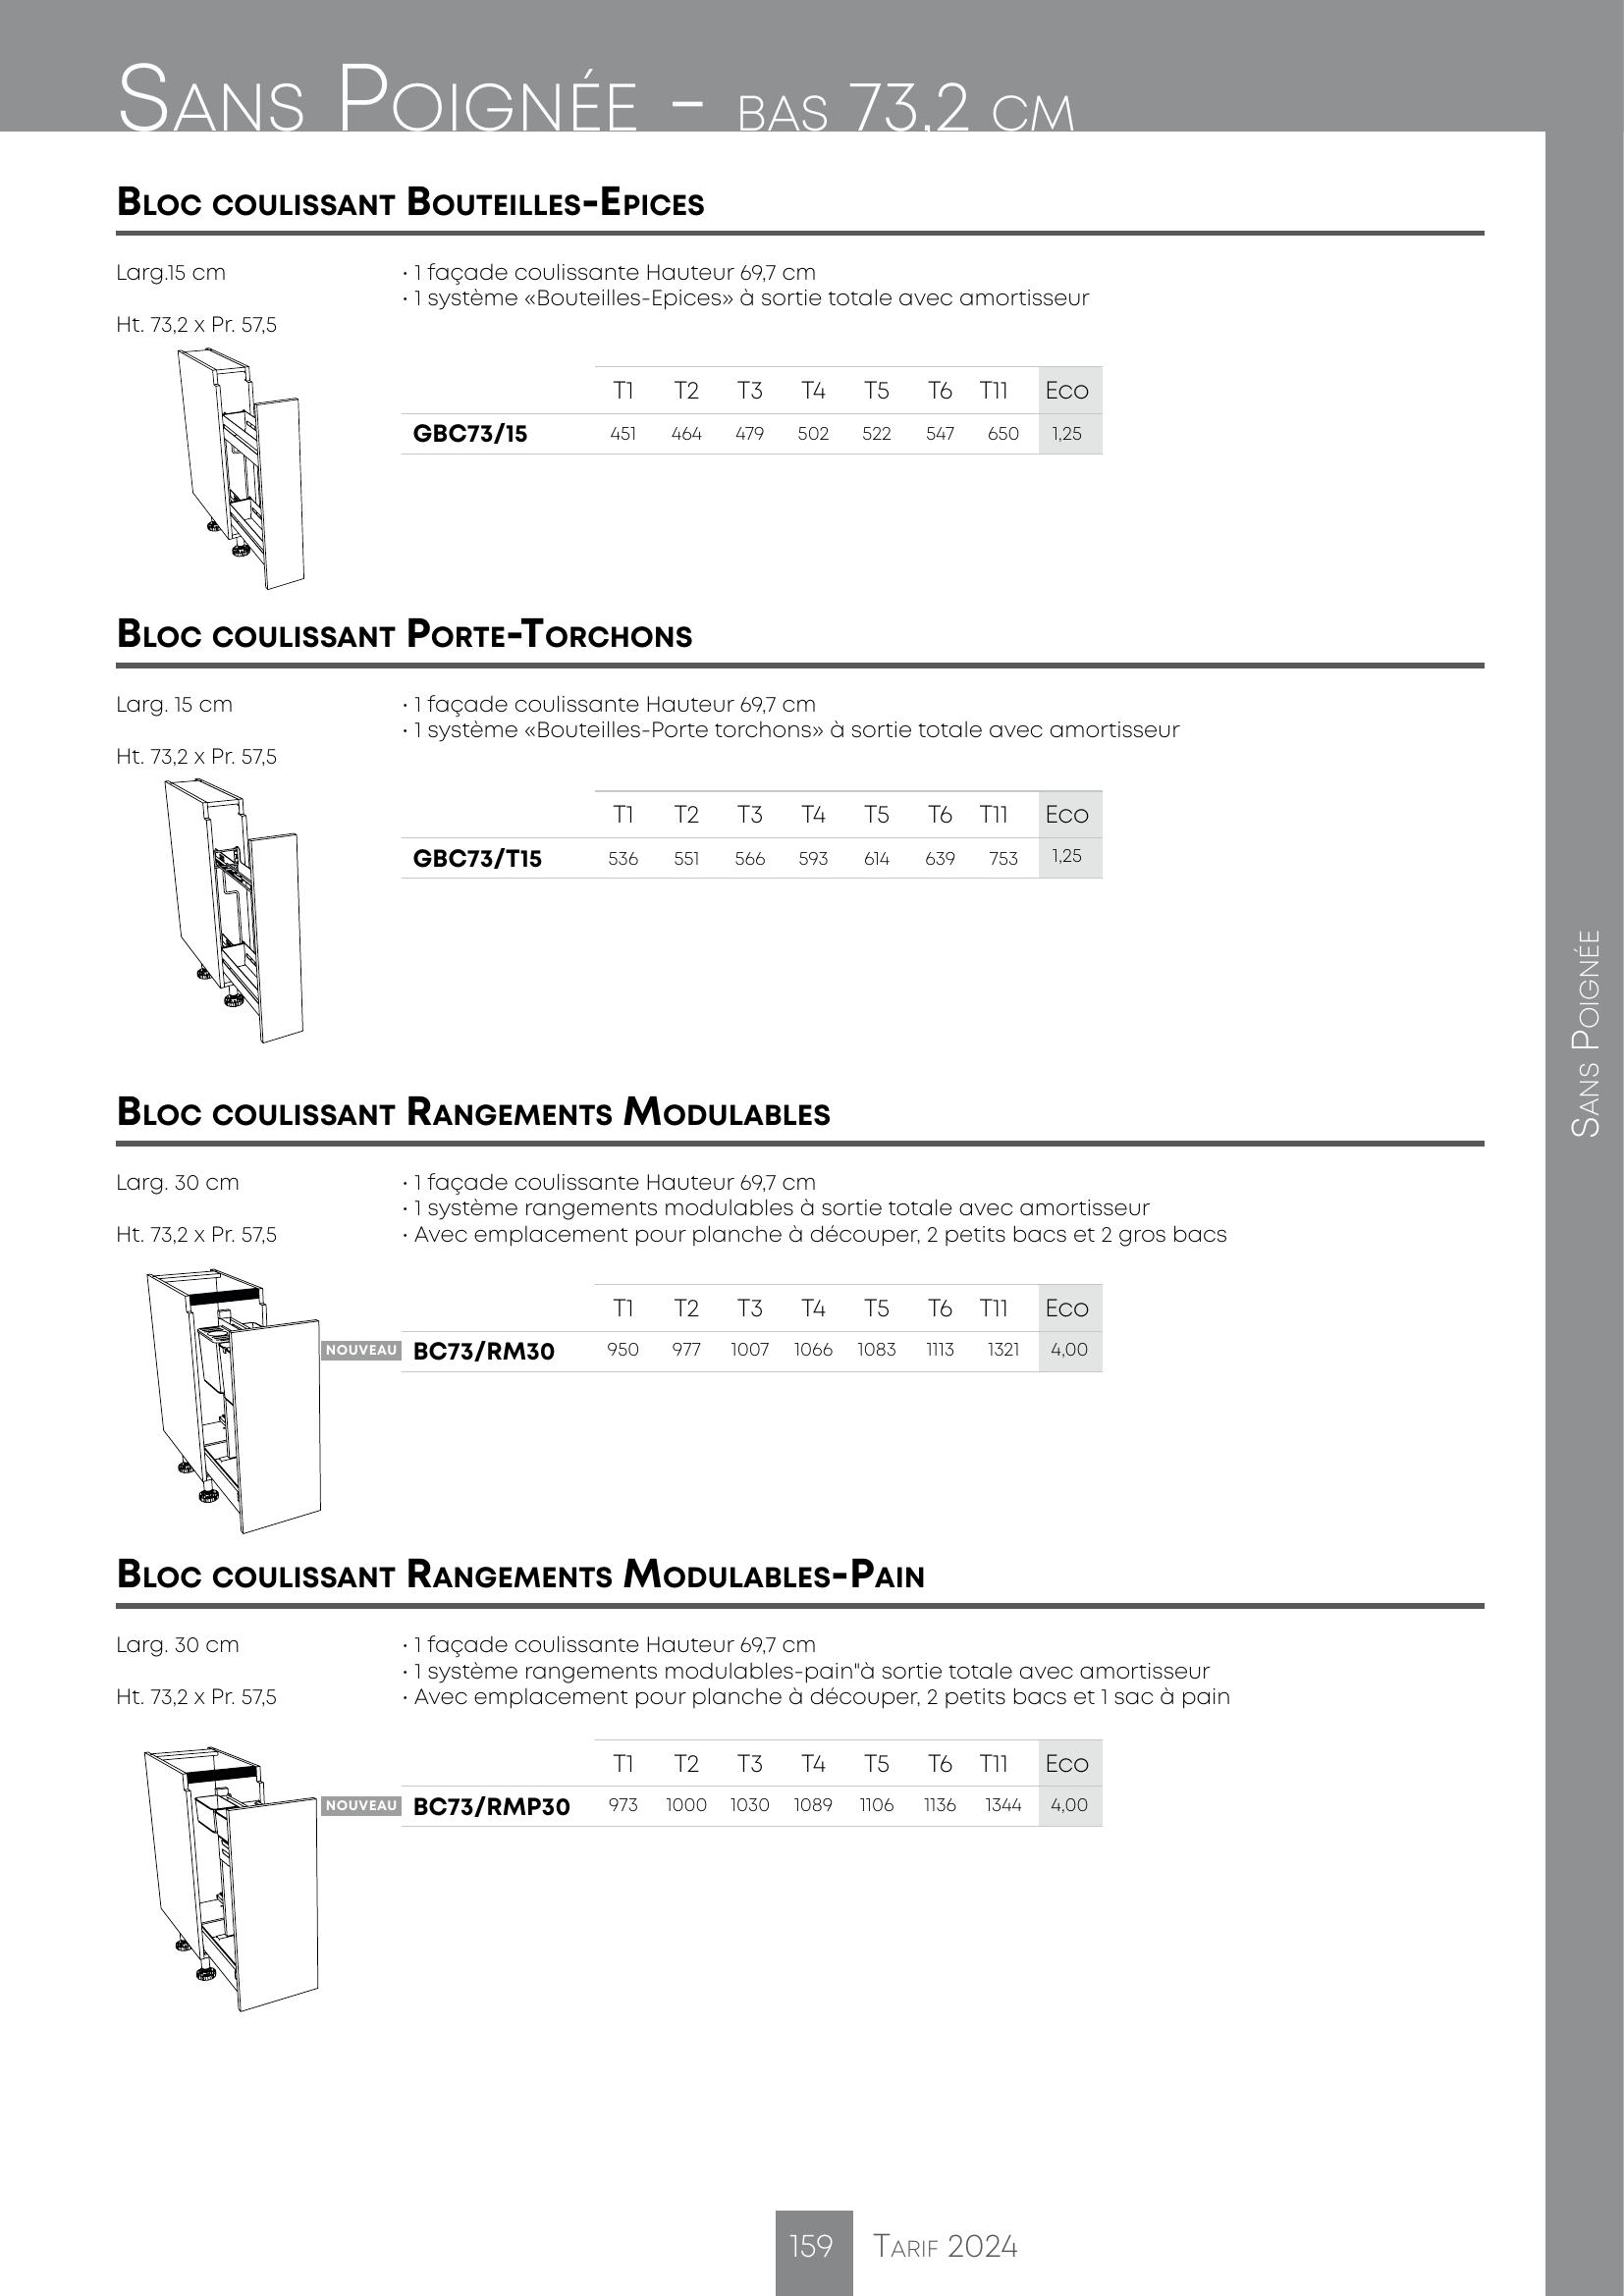 Sans Poignée - bas 73,2 cm
Bloc coulissant Bouteilles-Epices
Larg.15 cm
· 1 façade coulissante Hauteur 69,7 cm
· 1 système «Bouteilles-Epices» à sortie totale avec amortisseur
Ht. 73,2 x Pr. 57,5
T1 T2 T3 T4 T5 T6 T11 Eco
GBC73/15 451 464 479 502 522 547 650 1,25
Bloc coulissant Porte-Torchons
Larg. 15 cm
· 1 façade coulissante Hauteur 69,7 cm
· 1 système «Bouteilles-Porte torchons» à sortie totale avec amortisseur
Ht. 73,2 x Pr. 57,5
T1 T2 T3 T4 T5 T6 T11 Eco
GBC73/T15 536 551 566 593 614 639 753 1,25
Bloc coulissant Rangements Modulables
Larg. 30 cm
· 1 façade coulissante Hauteur 69,7 cm
· 1 système rangements modulables à sortie totale avec amortisseur
Ht. 73,2 x Pr. 57,5
· Avec emplacement pour planche à découper, 2 petits bacs et 2 gros bacs
T1 T2 T3 T4 T5 T6 T11 Eco
NOUVEAU BC73/RM30 950 977 1007 1066 1083 1113 1321 4,00
Bloc coulissant Rangements Modulables-Pain
Larg. 30 cm
· 1 façade coulissante Hauteur 69,7 cm
· 1 système rangements modulables-pain"à sortie totale avec amortisseur
Ht. 73,2 x Pr. 57,5
· Avec emplacement pour planche à découper, 2 petits bacs et 1 sac à pain
T1 T2 T3 T4 T5 T6 T11 Eco
NOUVEAU BC73/RMP30 973 1000 1030 1089 1106 1136 1344 4,00
Sans Poignée
159 Tarif 2024